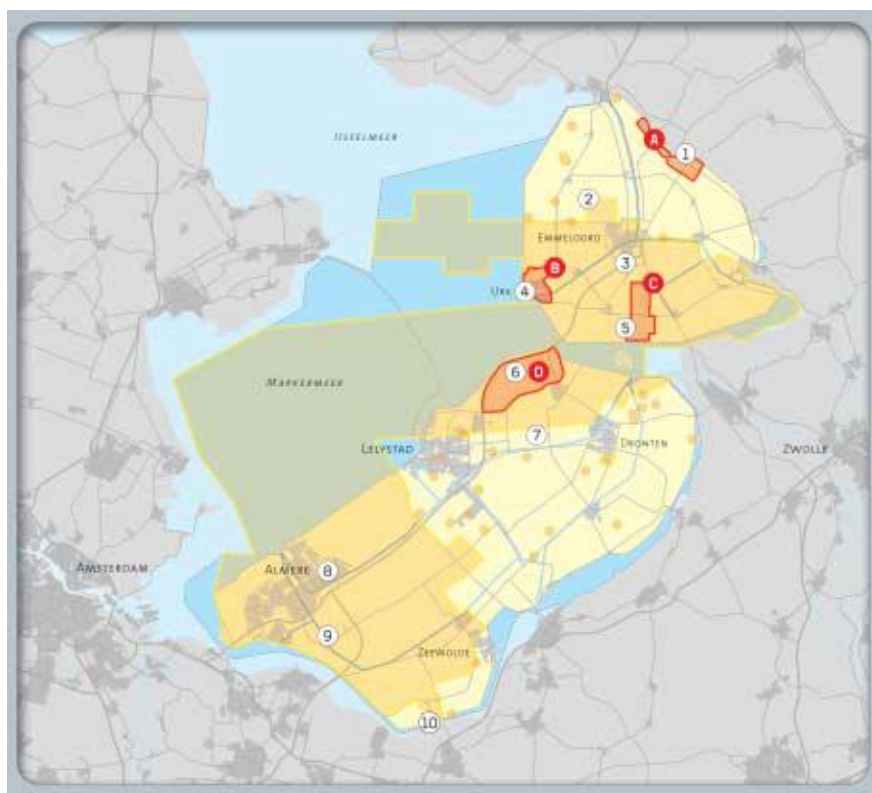 IJSSELMEER
A
1
2
EMMELOORD
3
B
URK
4
C
5
6
D
MARKERMEER
7
LELYSTAD
DRONTEN
ZWOLLE
AMSTERDAM
ALMERE
8
9
ZEEWOLDE
10